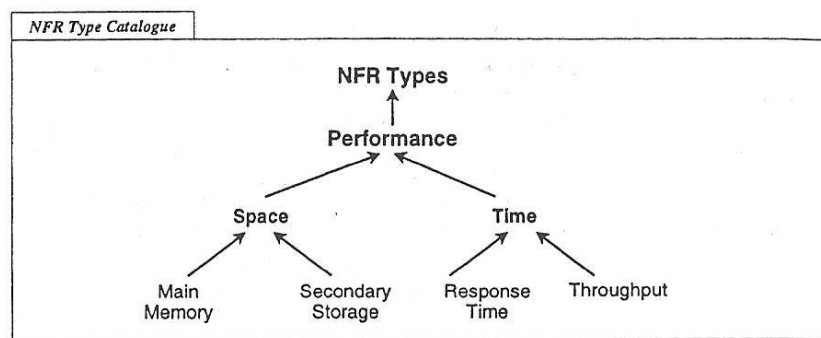 NFR Type Catalogue
NFR Types
Performance
Space
Time
Main
Memory
Secondary
Storage
Response
Time
Throughput